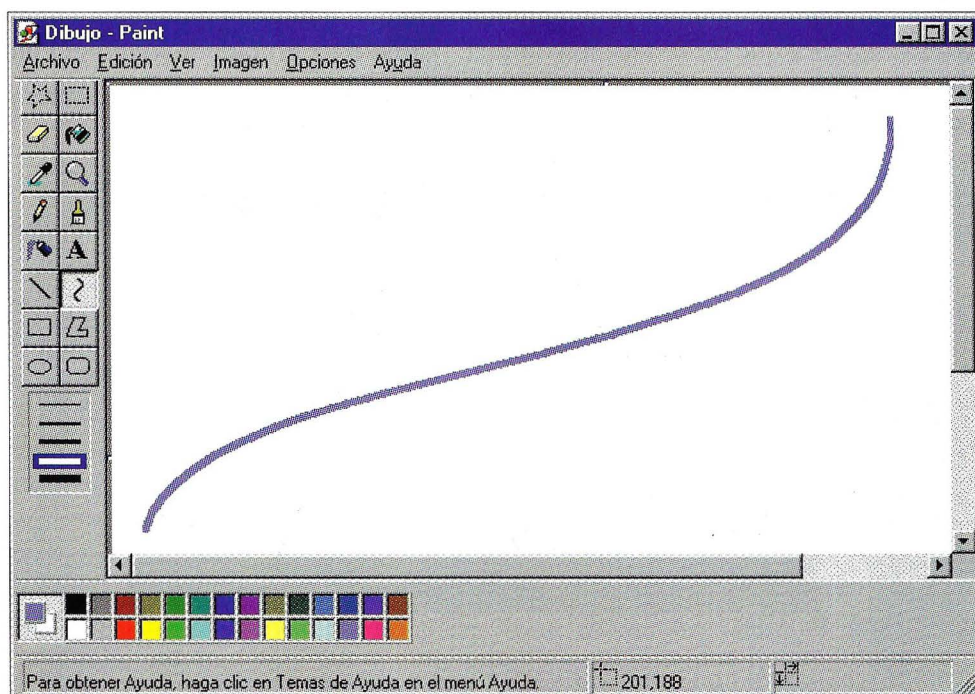 Dibujo - Paint
Archivo Edición Ver Imagen Opciones Ayuda
A
Para obtener Ayuda, haga clic en Temas de Ayuda en el menú Ayuda.
201,188